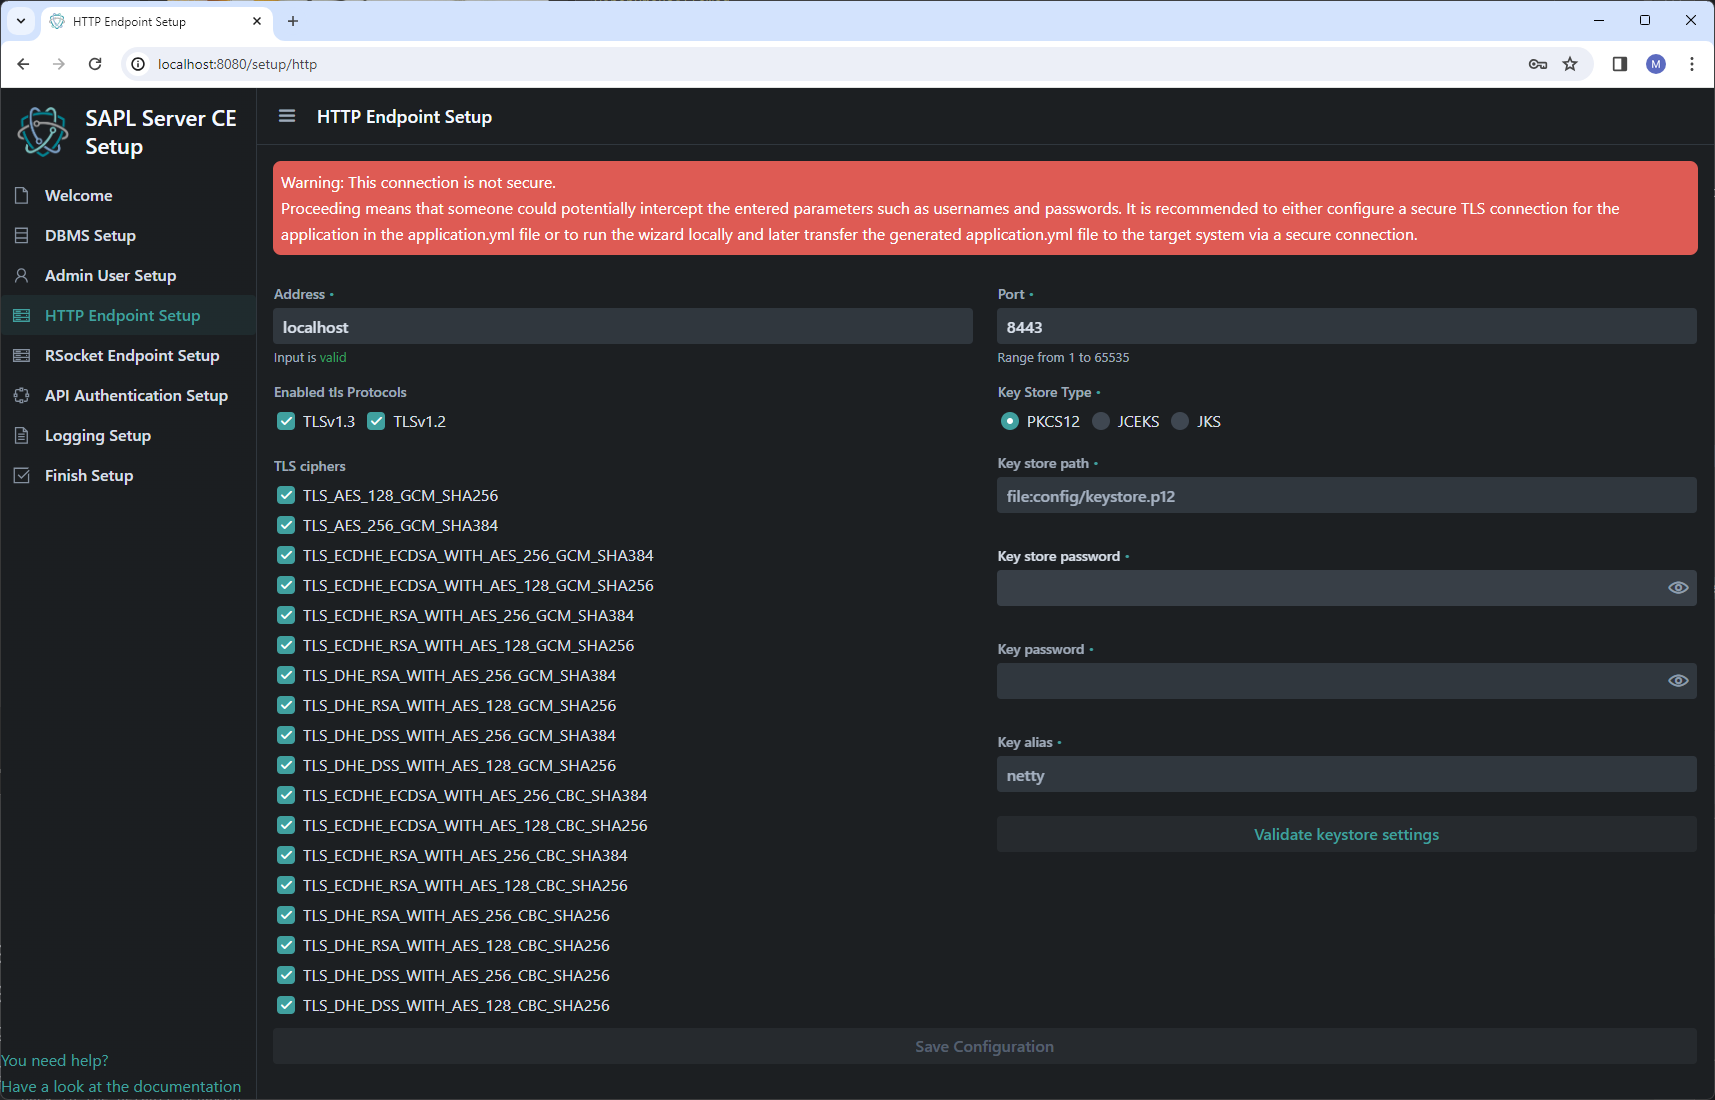 HTTP Endpoint Setup
localhost:8080/setup/http
M
SAPL Server CE
Setup
Welcome
DBMS Setup
Admin User Setup
HTTP Endpoint Setup
RSocket Endpoint Setup
API Authentication Setup
Logging Setup
Finish Setup
You need help?
Have a look at the documentation
HTTP Endpoint Setup
Warning: This connection is not secure.
Proceeding means that someone could potentially intercept the entered parameters such as usernames and passwords. It is recommended to either configure a secure TLS connection for the
application in the application.yml file or to run the wizard locally and later transfer the generated application.yml file to the target system via a secure connection.
Address •
localhost
Input is valid
Enabled tls Protocols
TLSv1.3 TLSv1.2
TLS ciphers
TLS_AES_128_GCM_SHA256
TLS_AES_256_GCM_SHA384
TLS_ECDHE_ECDSA_WITH_AES_256_GCM_SHA384
TLS_ECDHE_ECDSA_WITH_AES_128_GCM_SHA256
TLS_ECDHE_RSA_WITH_AES_256_GCM_SHA384
TLS_ECDHE_RSA_WITH_AES_128_GCM_SHA256
TLS_DHE_RSA_WITH_AES_256_GCM_SHA384
TLS_DHE_RSA_WITH_AES_128_GCM_SHA256
TLS_DHE_DSS_WITH_AES_256_GCM_SHA384
TLS_DHE_DSS_WITH_AES_128_GCM_SHA256
TLS_ECDHE_ECDSA_WITH_AES_256_CBC_SHA384
TLS_ECDHE_ECDSA_WITH_AES_128_CBC_SHA256
TLS_ECDHE_RSA_WITH_AES_256_CBC_SHA384
TLS_ECDHE_RSA_WITH_AES_128_CBC_SHA256
TLS_DHE_RSA_WITH_AES_256_CBC_SHA256
TLS_DHE_RSA_WITH_AES_128_CBC_SHA256
TLS_DHE_DSS_WITH_AES_256_CBC_SHA256
TLS_DHE_DSS_WITH_AES_128_CBC_SHA256
Port •
8443
Range from 1 to 65535
Key Store Type •
PKCS12 JCEKS JKS
Key store path •
file:config/keystore.p12
Key store password •
Key password •
Key alias •
netty
Validate keystore settings
Save Configuration